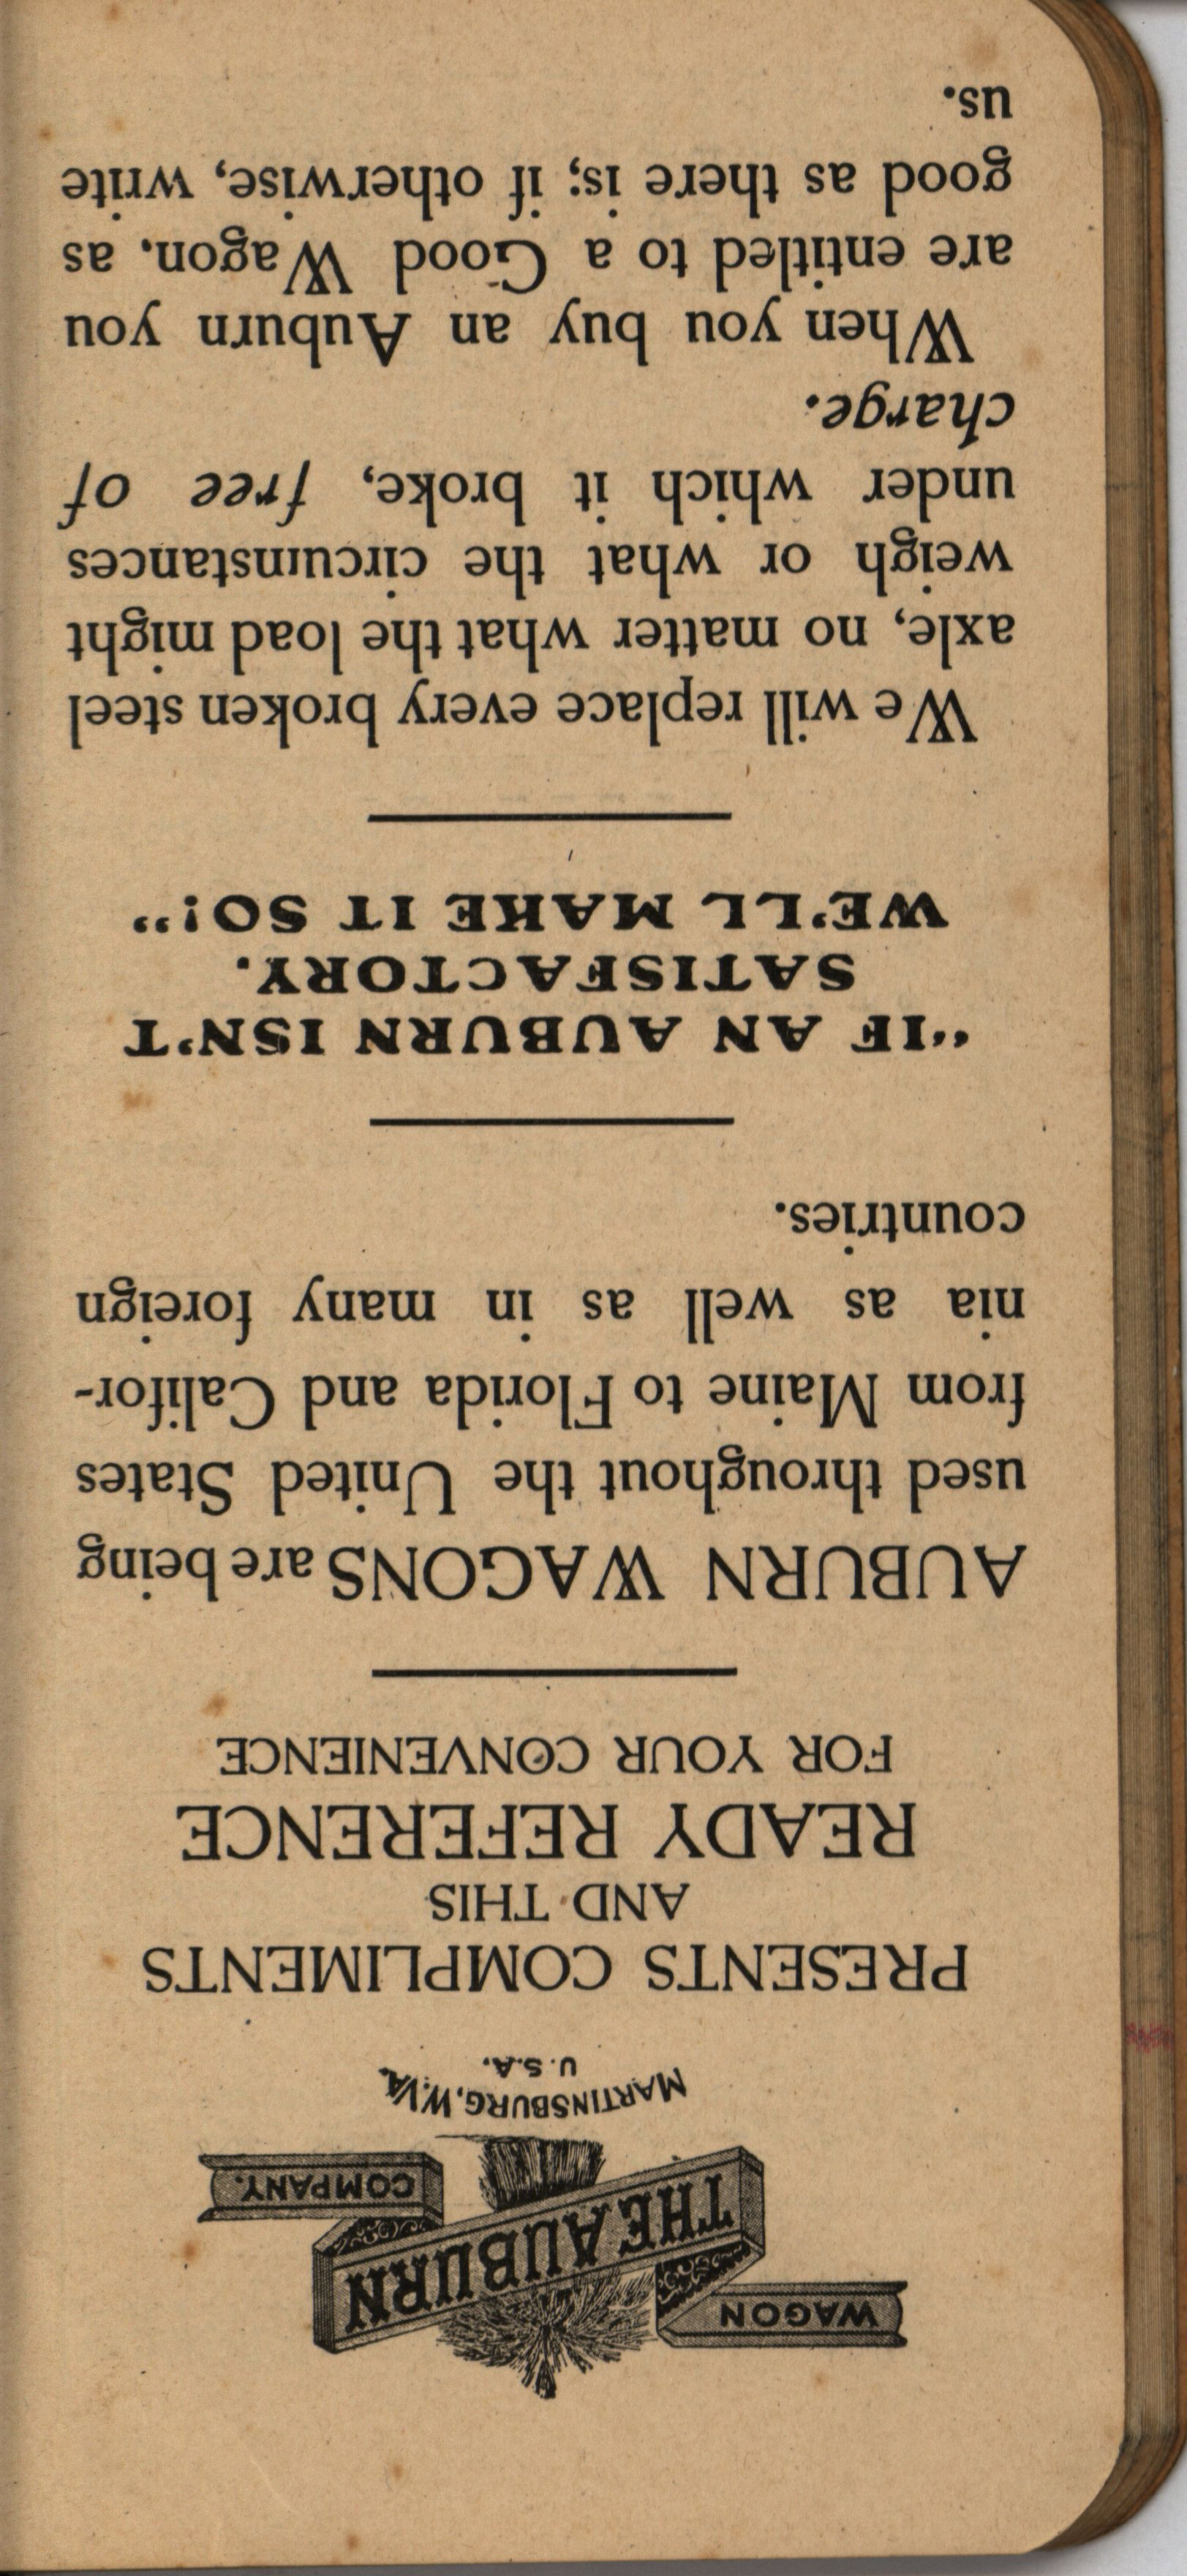 WAGON
THE AUBURN
COMPANY.
MARTINSBURG, W.VA.
U.S.A.
PRESENTS COMPLIMENTS
AND THIS
READY REFERENCE
FOR YOUR CONVENIENCE
AUBURN WAGONS are being
used throughout the United States
from Maine to Florida and Califor-
nia as well as in many foreign
countries.
"IF AN AUBURN ISN'T
SATISFACTORY.
WE'LL MAKE IT SO!"
We will replace every broken steel
axle, no matter what the load might
weigh or what the circumstances
under which it broke, free of
charge.
When you buy an Auburn you
are entitled to a Good Wagon, as
good as there is; if otherwise, write
us.